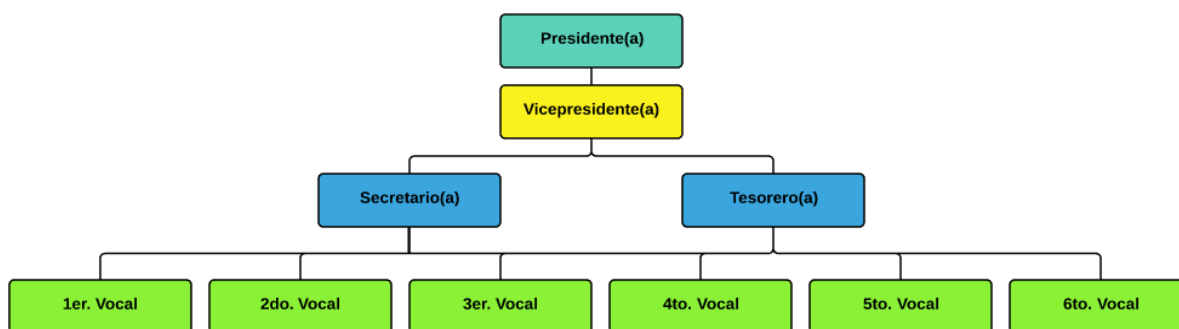 Presidente(a)
Vicepresidente(a)
Secretario(a)
Tesorero(a)
1er. Vocal
2do. Vocal
3er. Vocal
4to. Vocal
5to. Vocal
6to. Vocal